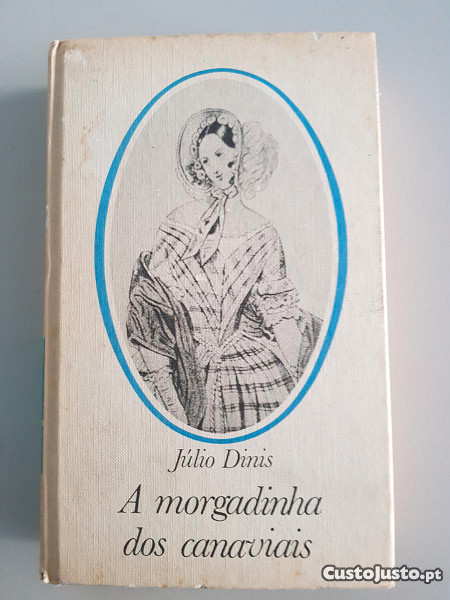 Júlio Dinis
A morgadinha
dos canaviais
CustoJusto.pt